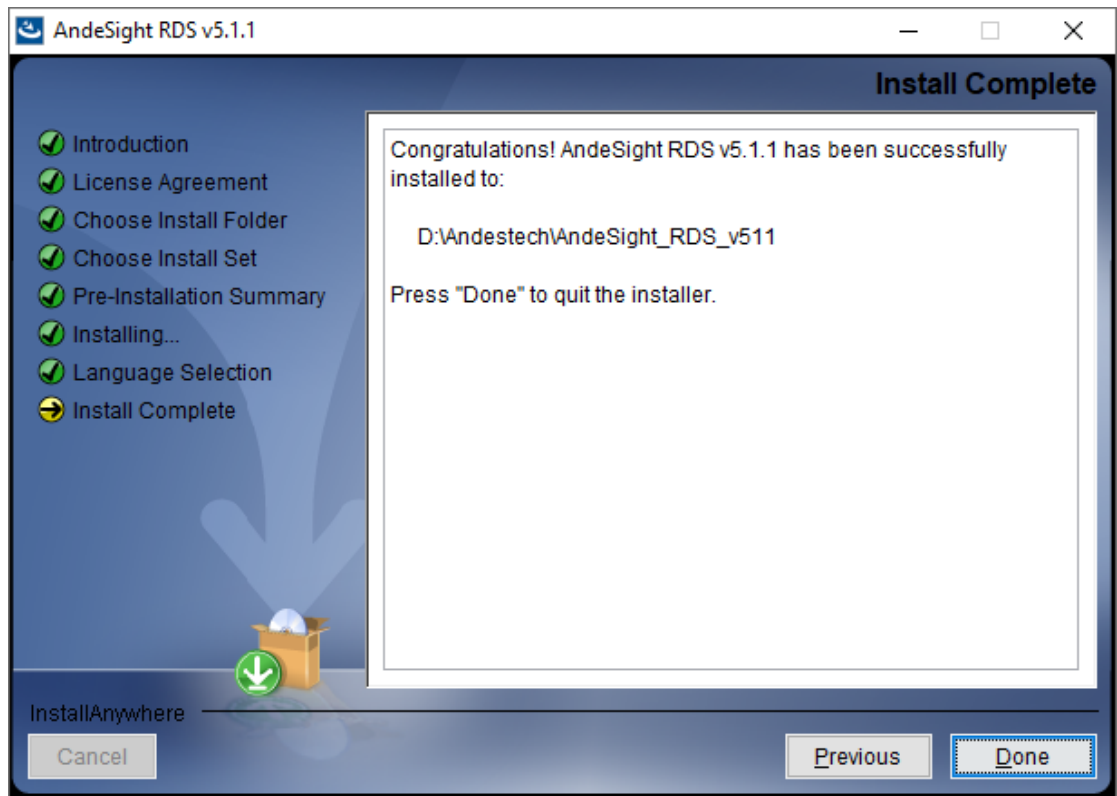 AndeSight RDS v5.1.1
Install Complete
Introduction
License Agreement
Choose Install Folder
Choose Install Set
Pre-Installation Summary
Installing...
Language Selection
Install Complete
Congratulations! AndeSight RDS v5.1.1 has been successfully
installed to:
D:\Andestech\AndeSight_RDS_v511
Press "Done" to quit the installer.
InstallAnywhere
Cancel
Previous
Done